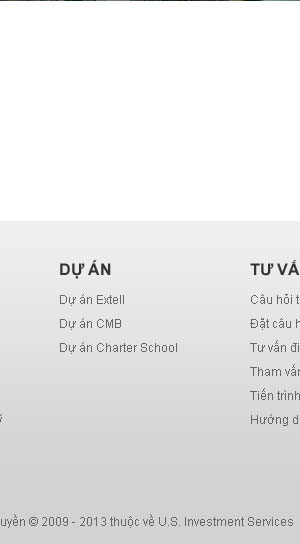 DỰ ÁN
Dự án Extell
Dự án CMB
Dự án Charter School
TƯ VẤ
Câu hỏi t
Đặt câu h
Tư vấn đi
Tham vấn
Tiến trình
Hướng d
uyền © 2009 - 2013 thuộc về U.S. Investment Services